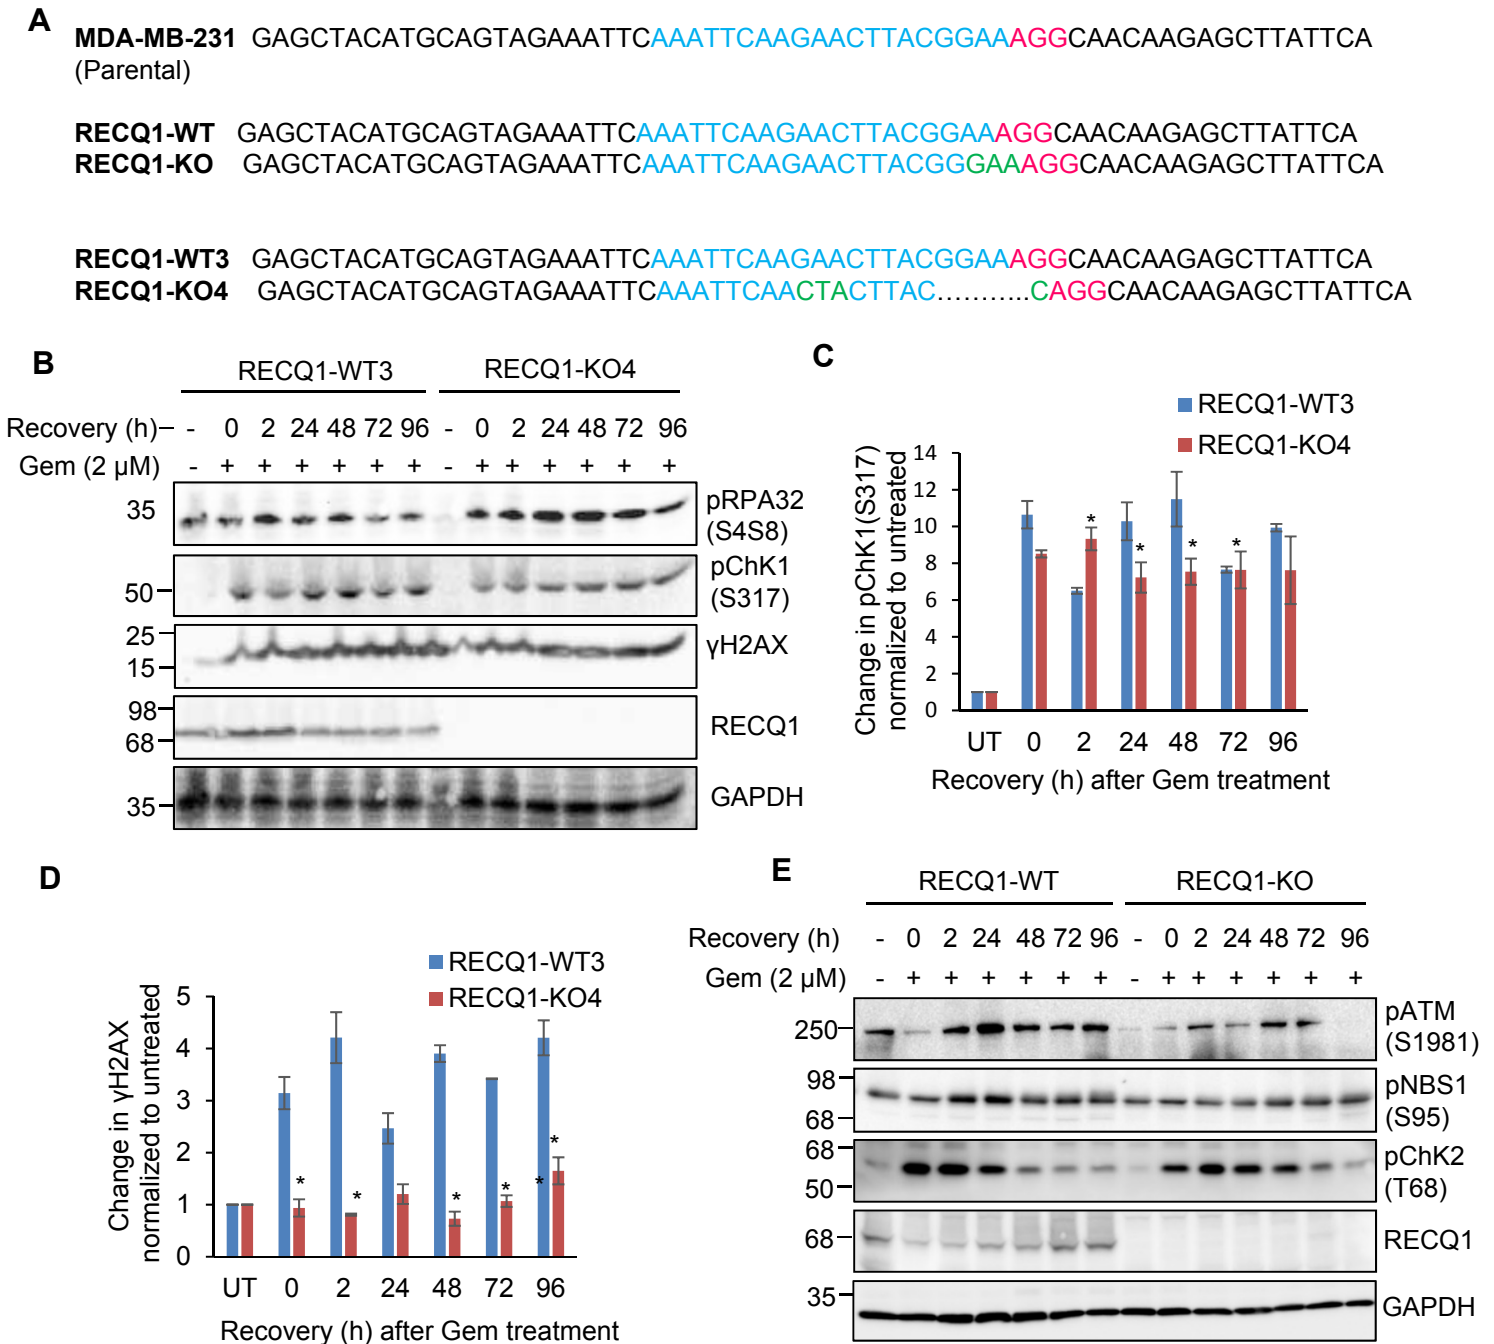 A
MDA-MB-231 GAGCTACATGCAGTAGAAATTCAAATTCAAGAACTTACGGAAAGGCAACAAGAGCTTATTCA
(Parental)
RECQ1-WT GAGCTACATGCAGTAGAAATTCAAATTCAAGAACTTACGGAAAGGCAACAAGAGCTTATTCA
RECQ1-KO GAGCTACATGCAGTAGAAATTCAAATTCAAGAACTTACGGGAAAGGCAACAAGAGCTTATTCA
RECQ1-WT3 GAGCTACATGCAGTAGAAATTCAAATTCAAGAACTTACGGAAAGGCAACAAGAGCTTATTCA
RECQ1-KO4 GAGCTACATGCAGTAGAAATTCAAATTCAACTACTTAC...........CAGGCAACAAGAGCTTATTCA
B
RECQ1-WT3 RECQ1-KO4
Recovery (h) - 0 2 24 48 72 96 - 0 2 24 48 72 96
Gem (2 µM) - + + + + + + - + + + + + +
35 pRPA32
(S4S8)
50 pChK1
(S317)
25
15 γH2AX
98
68 RECQ1
35 GAPDH
C
RECQ1-WT3
RECQ1-KO4
Change in pChK1(S317)
normalized to untreated
14
12
10
8
6
4
2
0
* * * *
UT 0 2 24 48 72 96
Recovery (h) after Gem treatment
D
RECQ1-WT3
RECQ1-KO4
Change in γH2AX
normalized to untreated
5
4
3
2
1
0
* * * * * *
UT 0 2 24 48 72 96
Recovery (h) after Gem treatment
E
RECQ1-WT RECQ1-KO
Recovery (h) - 0 2 24 48 72 96 - 0 2 24 48 72 96
Gem (2 µM) - + + + + + + - + + + + + +
250 pATM
(S1981)
98
68 pNBS1
(S95)
68
50 pChK2
(T68)
68 RECQ1
35 GAPDH